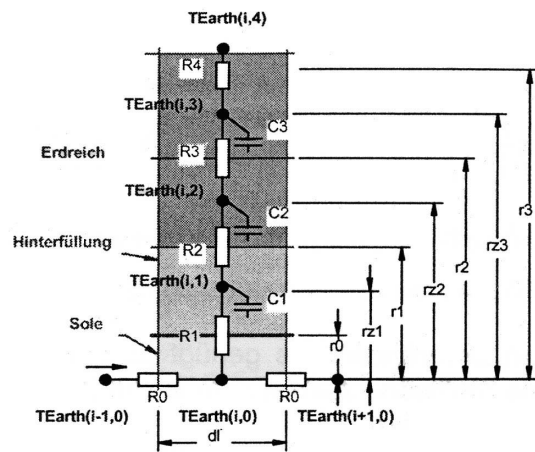 TEarth(i,4)
R4
TEarth(i,3)
C3
Erdreich
R3
TEarth(i,2)
C2
Hinterfüllung
R2
TEarth(i,1)
C1
Sole
R1
r0
rz1
r1
rz2
r2
rz3
r3
R0
R0
TEarth(i-1,0)
TEarth(i,0)
TEarth(i+1,0)
dl